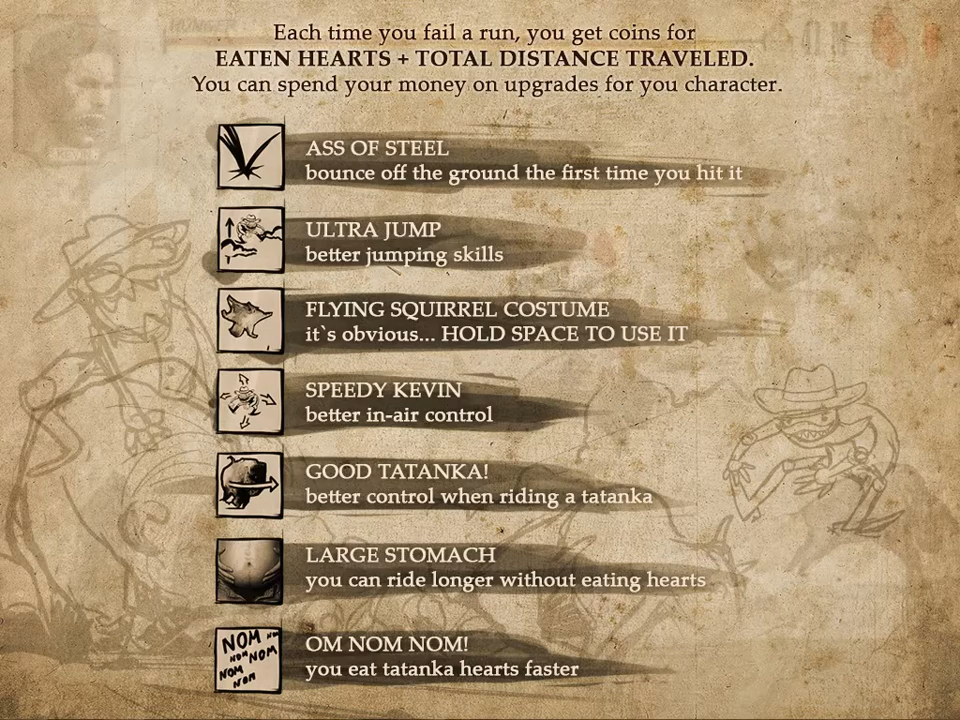 Each time you fail a run, you get coins for
EATEN HEARTS + TOTAL DISTANCE TRAVELED.
You can spend your money on upgrades for you character.
ASS OF STEEL
bounce off the ground the first time you hit it
ULTRA JUMP
better jumping skills
FLYING SQUIRREL COSTUME
it`s obvious... HOLD SPACE TO USE IT
SPEEDY KEVIN
better in-air control
GOOD TATANKA!
better control when riding a tatanka
LARGE STOMACH
you can ride longer without eating hearts
NOM
NOM NOM
NOM
NOM
OM NOM NOM!
you eat tatanka hearts faster